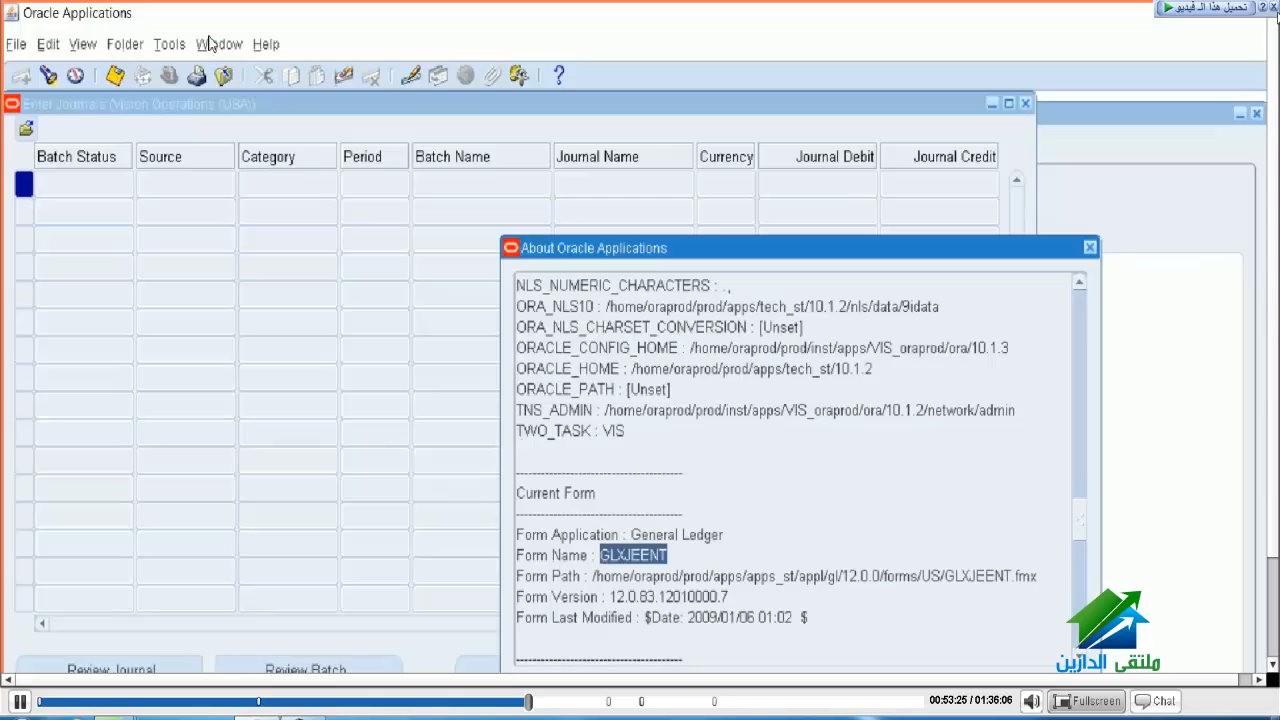 Oracle Applications
تحميل هذا الـ فيديو
File Edit View Folder Tools Window Help
Enter Journals (Vision Operations (USA))
Batch Status Source Category Period Batch Name Journal Name Currency Journal Debit Journal Credit
About Oracle Applications
NLS_NUMERIC_CHARACTERS : .,
ORA_NLS10 : /home/oraprod/prod/apps/tech_st/10.1.2/nls/data/9idata
ORA_NLS_CHARSET_CONVERSION : [Unset]
ORACLE_CONFIG_HOME : /home/oraprod/prod/inst/apps/VIS_oraprod/ora/10.1.3
ORACLE_HOME : /home/oraprod/prod/apps/tech_st/10.1.2
ORACLE_PATH : [Unset]
TNS_ADMIN : /home/oraprod/prod/inst/apps/VIS_oraprod/ora/10.1.2/network/admin
TWO_TASK : VIS
----------------------------------------
Current Form
----------------------------------------
Form Application : General Ledger
Form Name : GLXJEENT
Form Path : /home/oraprod/prod/apps/apps_st/appl/gl/12.0.0/forms/US/GLXJEENT.fmx
Form Version : 12.0.83.12010000.7
Form Last Modified : $Date: 2009/01/06 01:02 $
----------------------------------------
Review Journal Review Batch
ملتقى الدارين
00:53:25 / 01:36:06 Fullscreen Chat